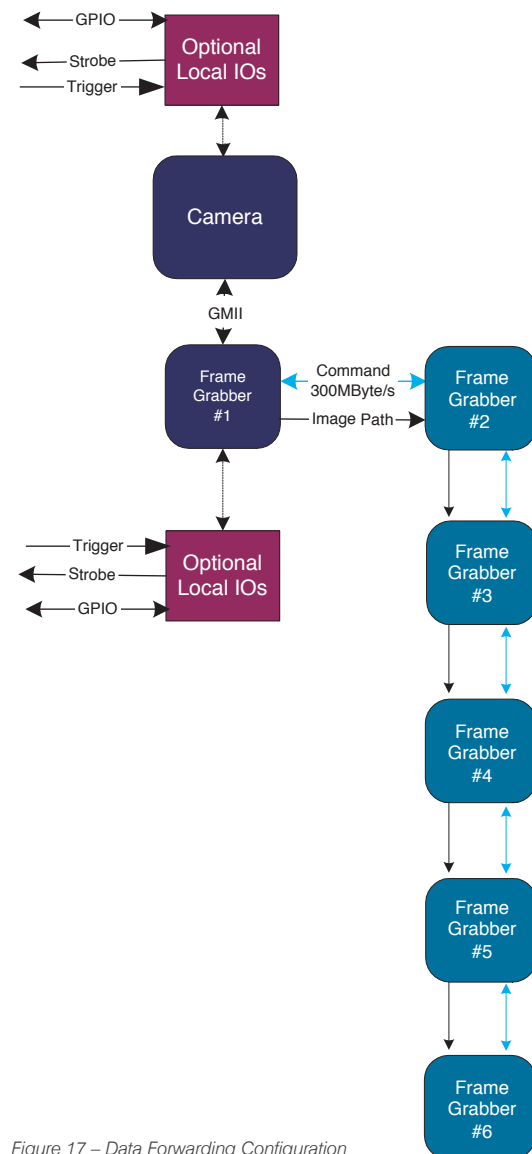 GPIO
Strobe
Trigger
Optional
Local IOs
Camera
GMII
Frame
Grabber
#1
Command
300MByte/s
Image Path
Frame
Grabber
#2
Trigger
Strobe
GPIO
Optional
Local IOs
Frame
Grabber
#3
Frame
Grabber
#4
Frame
Grabber
#5
Frame
Grabber
#6
Figure 17 – Data Forwarding Configuration